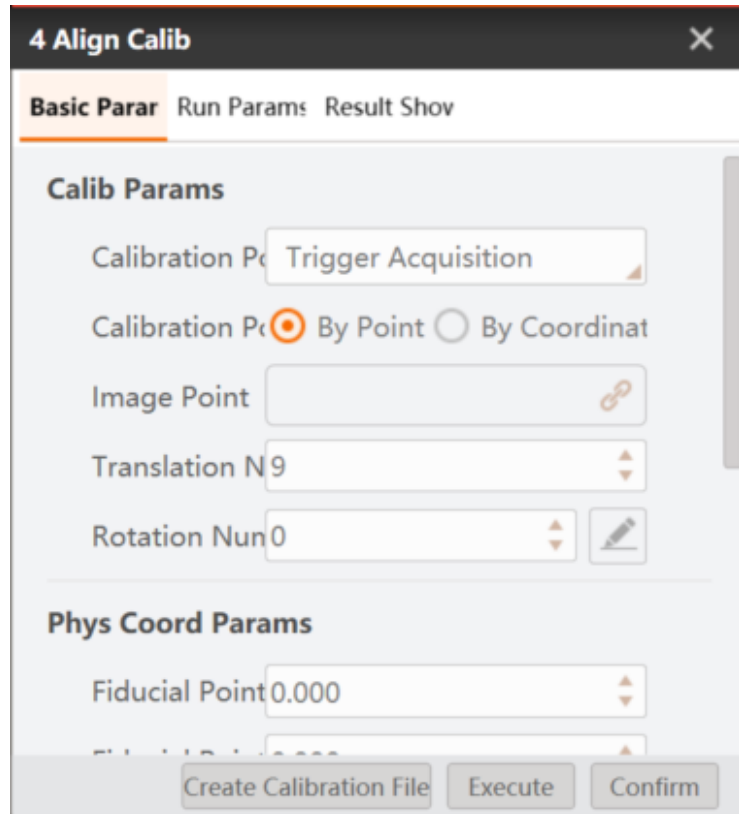 4 Align Calib
Basic Parar Run Params Result Shov
Calib Params
Calibration Po Trigger Acquisition
Calibration Po By Point By Coordinat
Image Point
Translation N 9
Rotation Nun 0
Phys Coord Params
Fiducial Point 0.000
Create Calibration File Execute Confirm